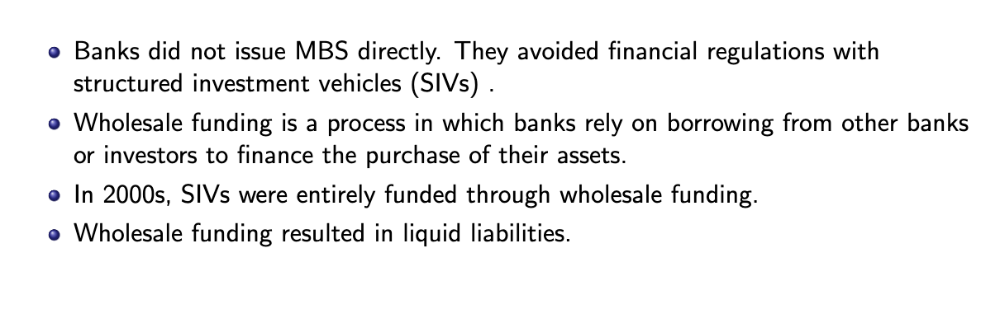 Banks did not issue MBS directly. They avoided financial regulations with
structured investment vehicles (SIVs) .
Wholesale funding is a process in which banks rely on borrowing from other banks
or investors to finance the purchase of their assets.
In 2000s, SIVs were entirely funded through wholesale funding.
Wholesale funding resulted in liquid liabilities.